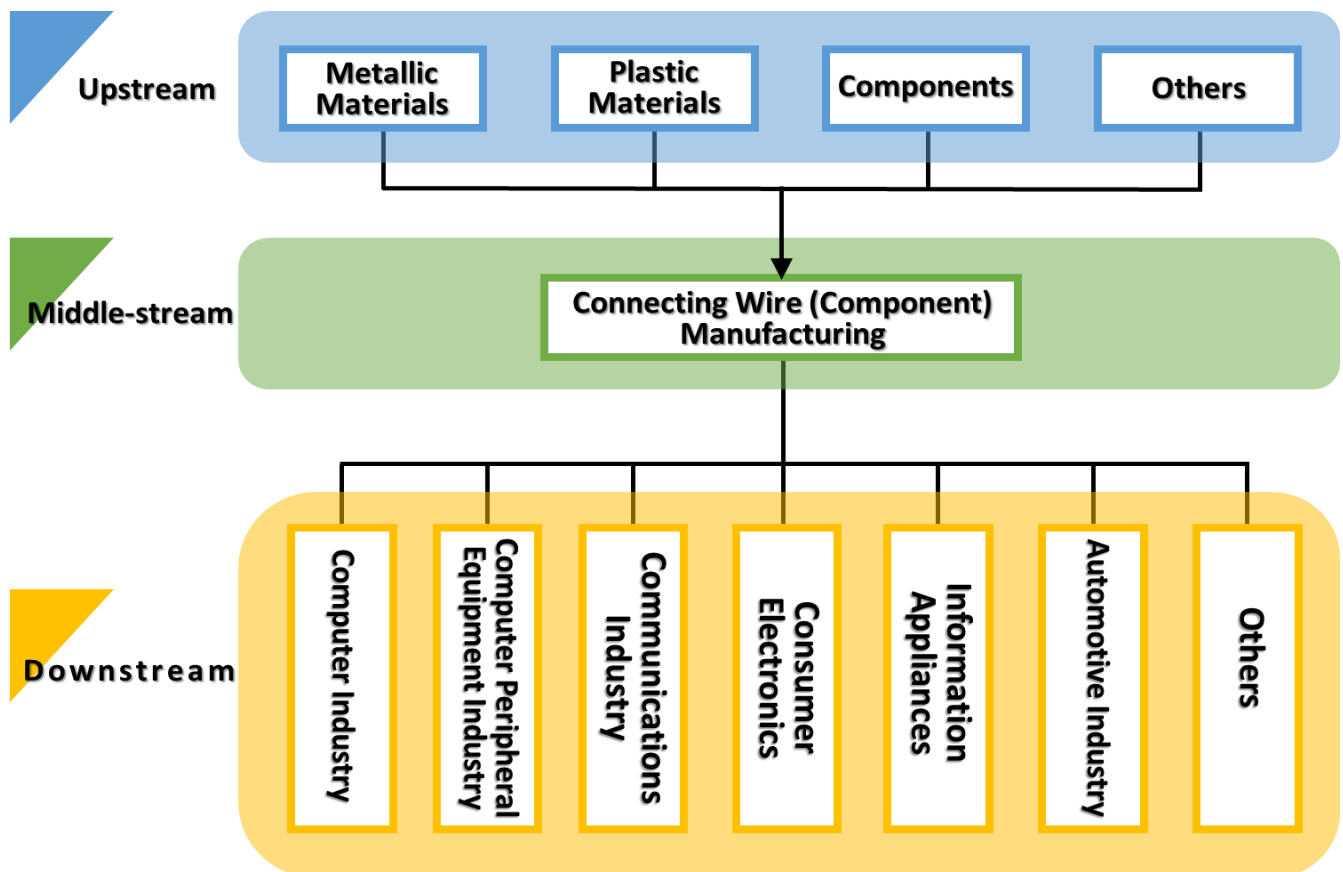 Upstream
Metallic
Materials
Plastic
Materials
Components
Others
Middle-stream
Connecting Wire (Component)
Manufacturing
Downstream
Computer Industry
Computer Peripheral
Equipment Industry
Communications
Industry
Consumer
Electronics
Information
Appliances
Automotive Industry
Others